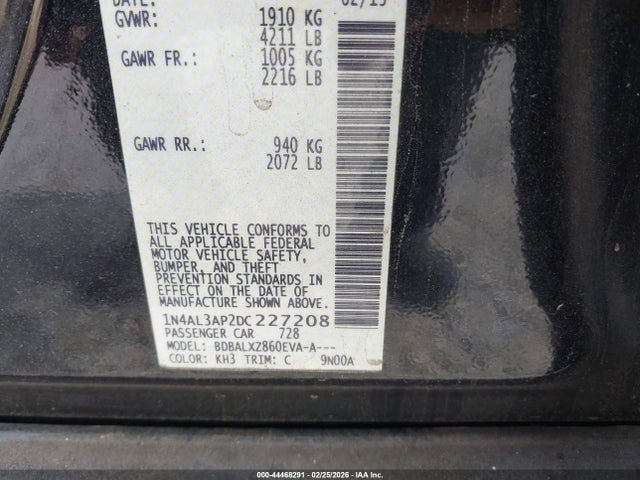 DATE: 02/13
GVWR: 1910 KG
4211 LB
GAWR FR.: 1005 KG
2216 LB
GAWR RR.: 940 KG
2072 LB
THIS VEHICLE CONFORMS TO
ALL APPLICABLE FEDERAL
MOTOR VEHICLE SAFETY,
BUMPER, AND THEFT
PREVENTION STANDARDS IN
EFFECT ON THE DATE OF
MANUFACTURE SHOWN ABOVE.
1N4AL3AP2DC227208
PASSENGER CAR 728
MODEL: BDBALXZ860EVA-A---
COLOR: KH3 TRIM: C 9N00A
000-44468291 - 02/25/2026 - IAA Inc.